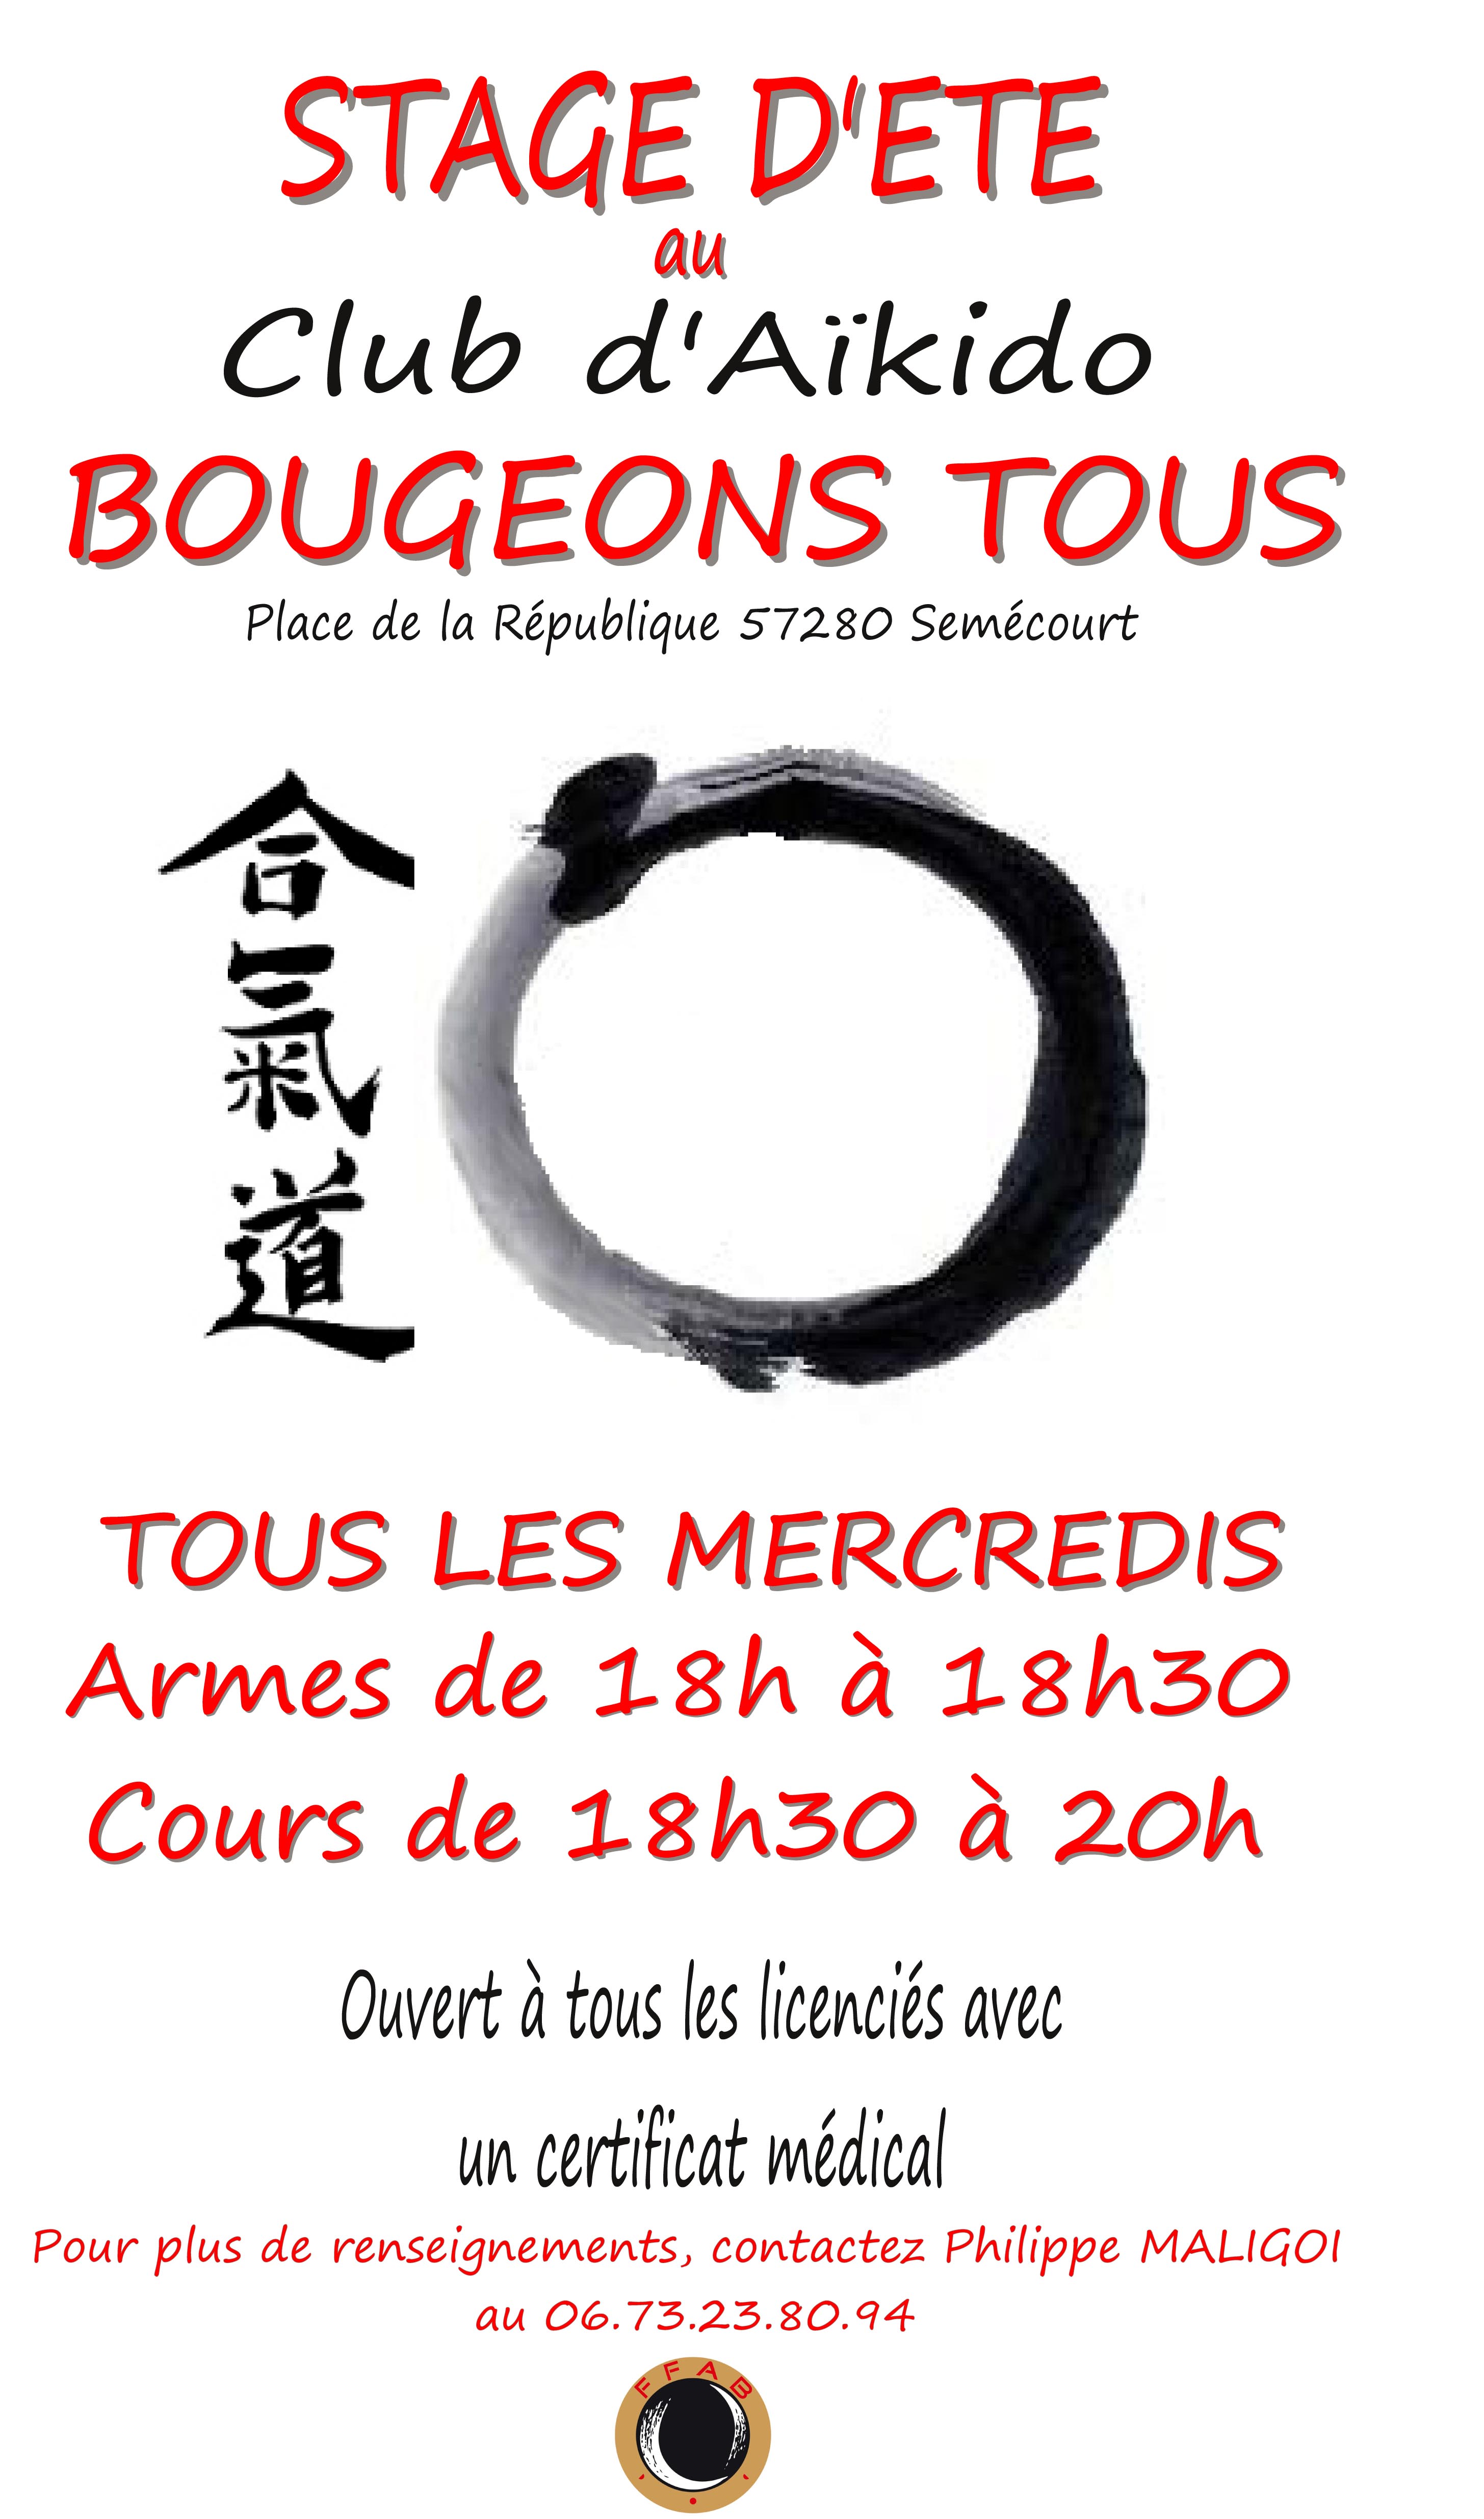 STAGE D'ETE
au
Club d'Aïkido
BOUGEONS TOUS
Place de la République 57280 Semécourt
合
氣
道
TOUS LES MERCREDIS
Armes de 18h à 18h30
Cours de 18h30 à 20h
Ouvert à tous les licenciés avec
un certificat médical
Pour plus de renseignements, contactez Philippe MALIGOI
au 06.73.23.80.94
FFAB